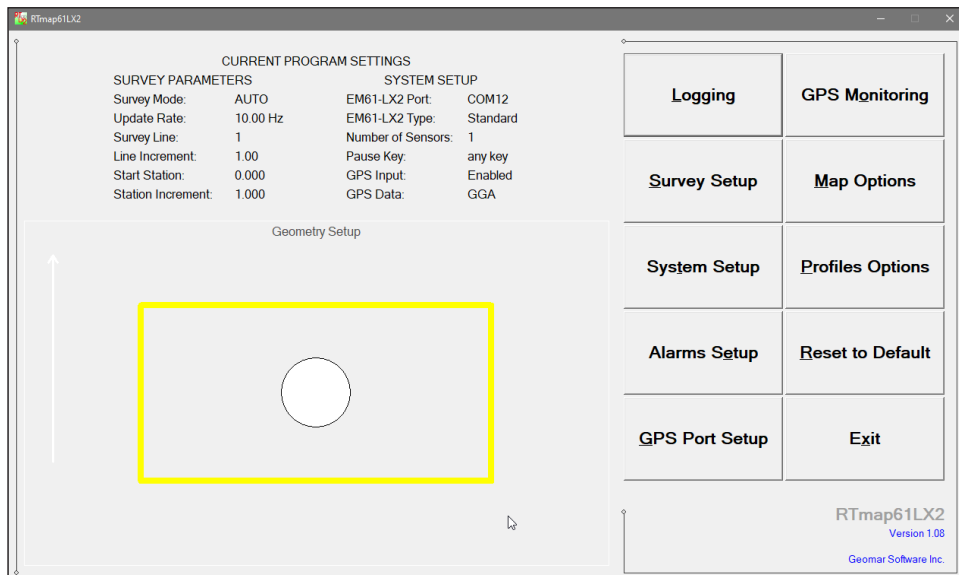 RTmap61LX2
CURRENT PROGRAM SETTINGS
SURVEY PARAMETERS
Survey Mode: AUTO
Update Rate: 10.00 Hz
Survey Line: 1
Line Increment: 1.00
Start Station: 0.000
Station Increment: 1.000
SYSTEM SETUP
EM61-LX2 Port: COM12
EM61-LX2 Type: Standard
Number of Sensors: 1
Pause Key: any key
GPS Input: Enabled
GPS Data: GGA
Geometry Setup
Logging
GPS Monitoring
Survey Setup
Map Options
System Setup
Profiles Options
Alarms Setup
Reset to Default
GPS Port Setup
Exit
RTmap61LX2
Version 1.08
Geomar Software Inc.